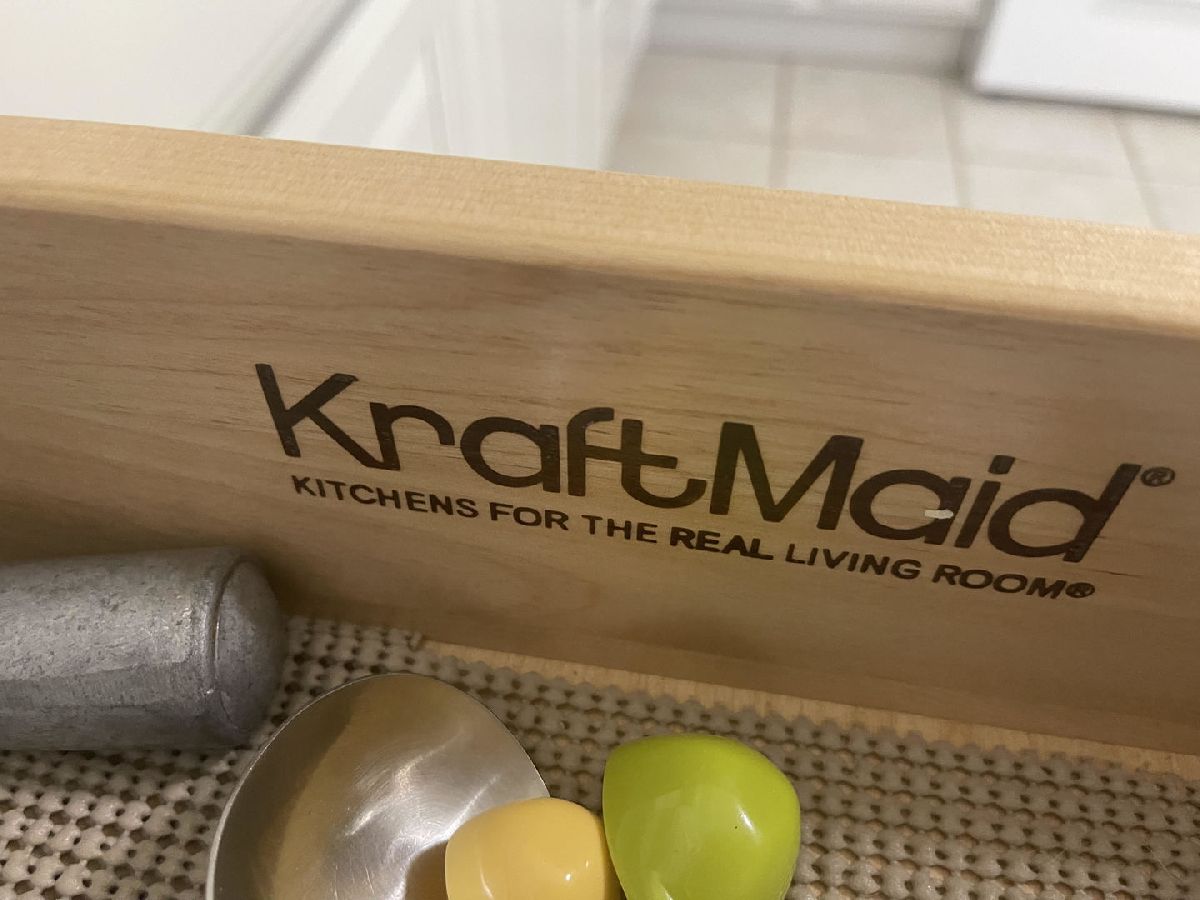 KraftMaid®
KITCHENS FOR THE REAL LIVING ROOM®